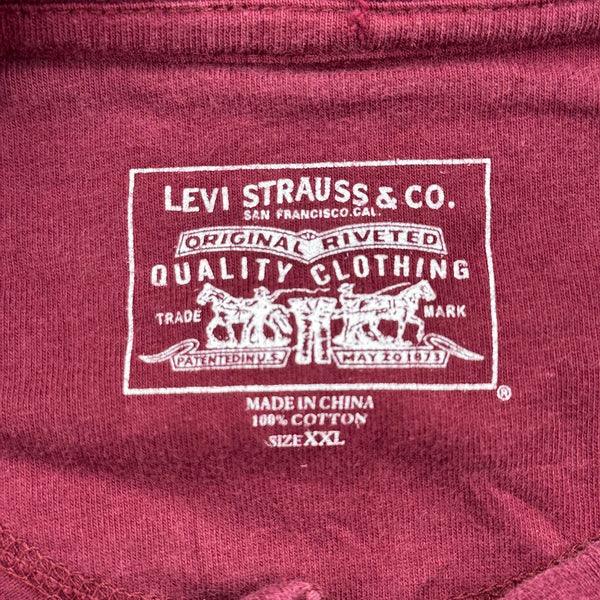 LEVI STRAUSS & CO.
SAN FRANCISCO.CAL.
ORIGINAL RIVETED
QUALITY CLOTHING
TRADE MARK
PATENTED IN U.S. MAY 20 1873
®
MADE IN CHINA
100% COTTON
SIZE XXL